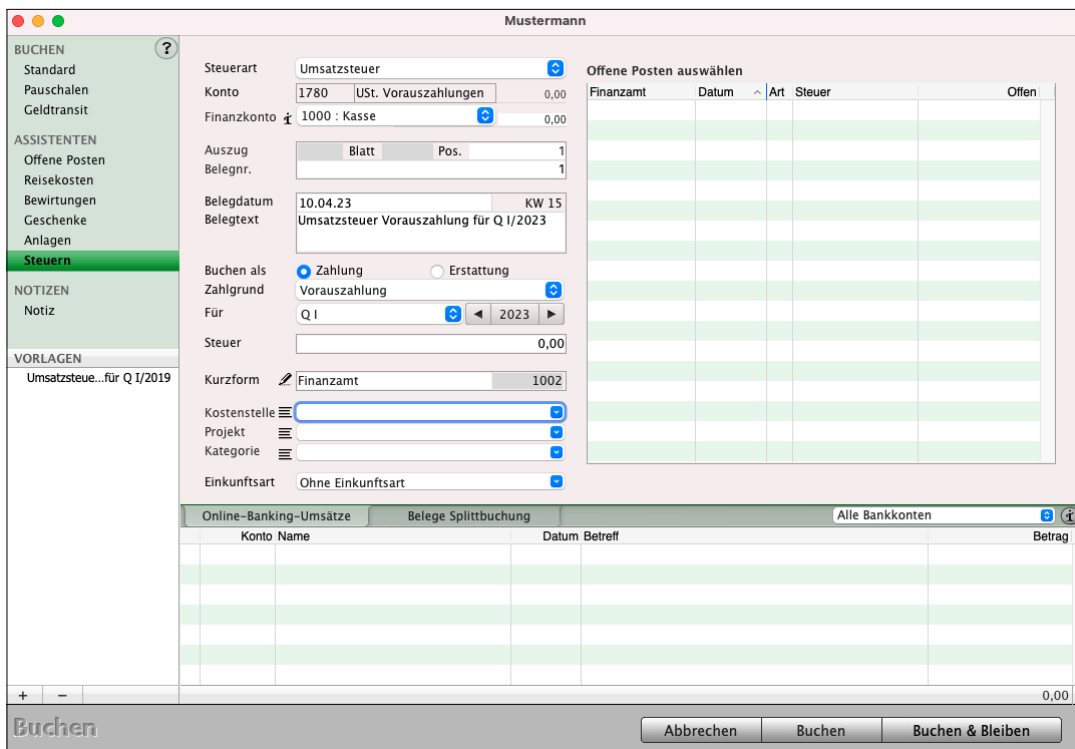 Mustermann
BUCHEN ?
Standard
Pauschalen
Geldtransit
ASSISTENTEN
Offene Posten
Reisekosten
Bewirtungen
Geschenke
Anlagen
Steuern
NOTIZEN
Notiz
VORLAGEN
Umsatzsteue...für Q I/2019
+ −
Steuerart Umsatzsteuer
Konto 1780 USt. Vorauszahlungen 0,00
Finanzkonto i 1000 : Kasse 0,00
Auszug Blatt Pos. 1
Belegnr. 1
Belegdatum 10.04.23 KW 15
Belegtext Umsatzsteuer Vorauszahlung für Q I/2023
Buchen als Zahlung Erstattung
Zahlgrund Vorauszahlung
Für Q I ◀ 2023 ▶
Steuer 0,00
Kurzform Finanzamt 1002
Kostenstelle
Projekt
Kategorie
Einkunftsart Ohne Einkunftsart
Offene Posten auswählen
Finanzamt Datum Art Steuer Offen
Online-Banking-Umsätze Belege Splittbuchung Alle Bankkonten i
Konto Name Datum Betreff Betrag
0,00
Buchen Abbrechen Buchen Buchen & Bleiben